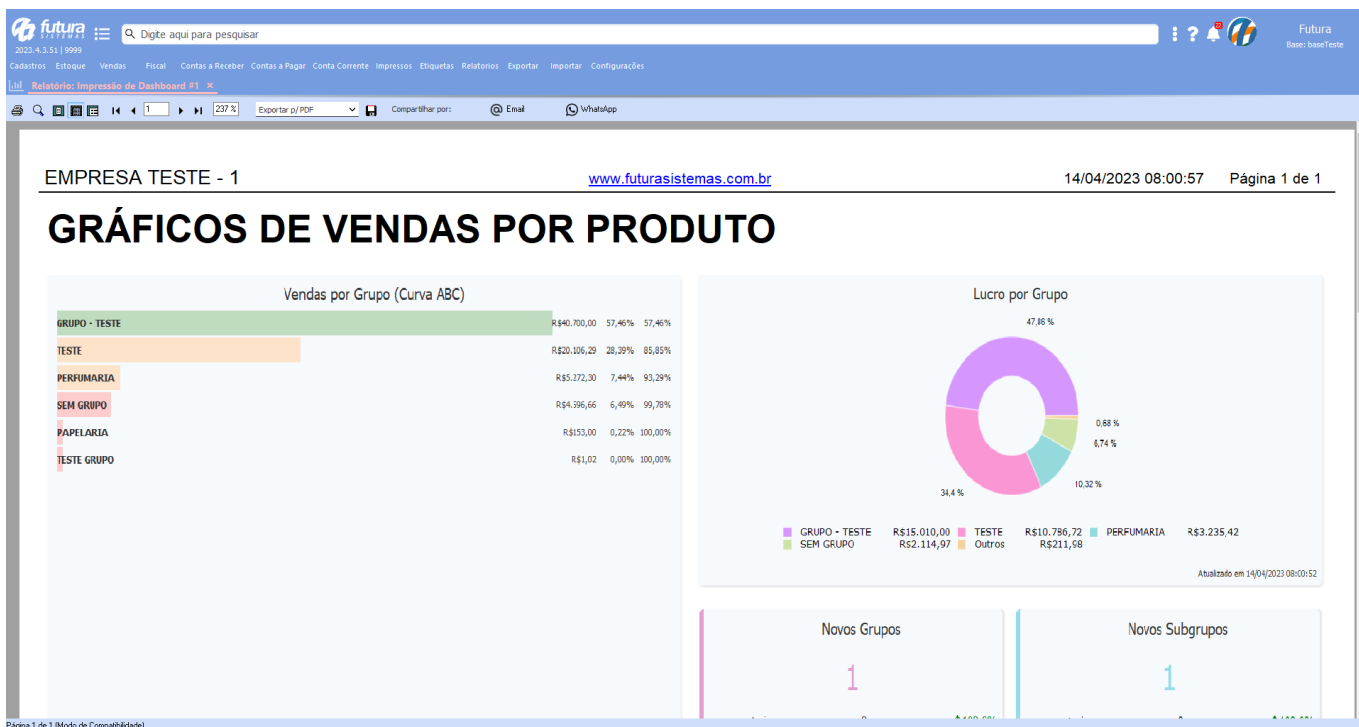 futura
SISTEMAS
Digite aqui para pesquisar
? 
Futura
2023.4.3.51 | 9999
Base: baseTeste
Cadastros Estoque Vendas Fiscal Contas a Receber Contas a Pagar Conta Corrente Impressos Etiquetas Relatorios Exportar Importar Configurações
Relatório: Impressão de Dashboard #1 ×
1 237 % Exportar p/ PDF Compartilhar por: @ Email WhatsApp
EMPRESA TESTE - 1 www.futurasistemas.com.br 14/04/2023 08:00:57 Página 1 de 1
GRÁFICOS DE VENDAS POR PRODUTO
Vendas por Grupo (Curva ABC)
GRUPO - TESTE R$40.700,00 57,46% 57,46%
TESTE R$20.106,29 28,39% 85,85%
PERFUMARIA R$5.272,30 7,44% 93,29%
SEM GRUPO R$4.596,66 6,49% 99,78%
PAPELARIA R$153,00 0,22% 100,00%
TESTE GRUPO R$1,02 0,00% 100,00%
Lucro por Grupo
47,86 %
0,68 %
6,74 %
10,32 %
34,4 %
GRUPO - TESTE R$15.010,00 TESTE R$10.786,72 PERFUMARIA R$3.235,42
SEM GRUPO R$2.114,97 Outros R$211,98
Atualizado em 14/04/2023 08:00:52
Novos Grupos
1
Novos Subgrupos
1
Página 1 de 1 [Modo de Compatibilidade]